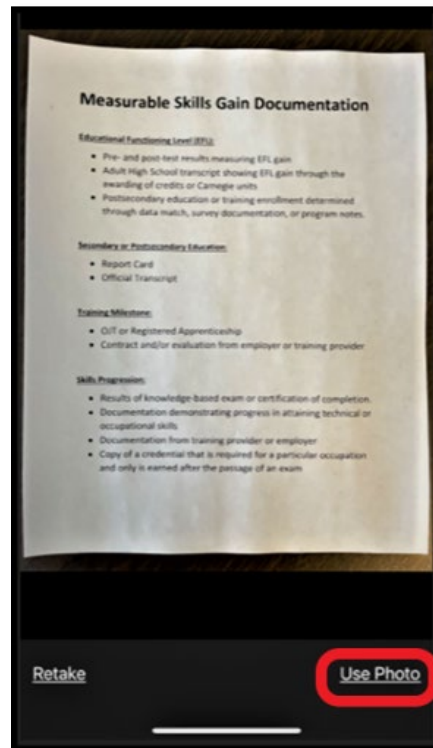 Measurable Skills Gain Documentation
Educational Functioning Level (EFL):
• Pre- and post-test results measuring EFL gain
• Adult High School transcript showing EFL gain through the
awarding of credits or Carnegie units
• Postsecondary education or training enrollment determined
through data match, survey documentation, or program notes.
Secondary or Postsecondary Education:
• Report Card
• Official Transcript
Training Milestone:
• OJT or Registered Apprenticeship
• Contract and/or evaluation from employer or training provider
Skills Progression:
• Results of knowledge-based exam or certification of completion.
• Documentation demonstrating progress in attaining technical or
occupational skills
• Documentation from training provider or employer
• Copy of a credential that is required for a particular occupation
and only is earned after the passage of an exam
Retake
Use Photo